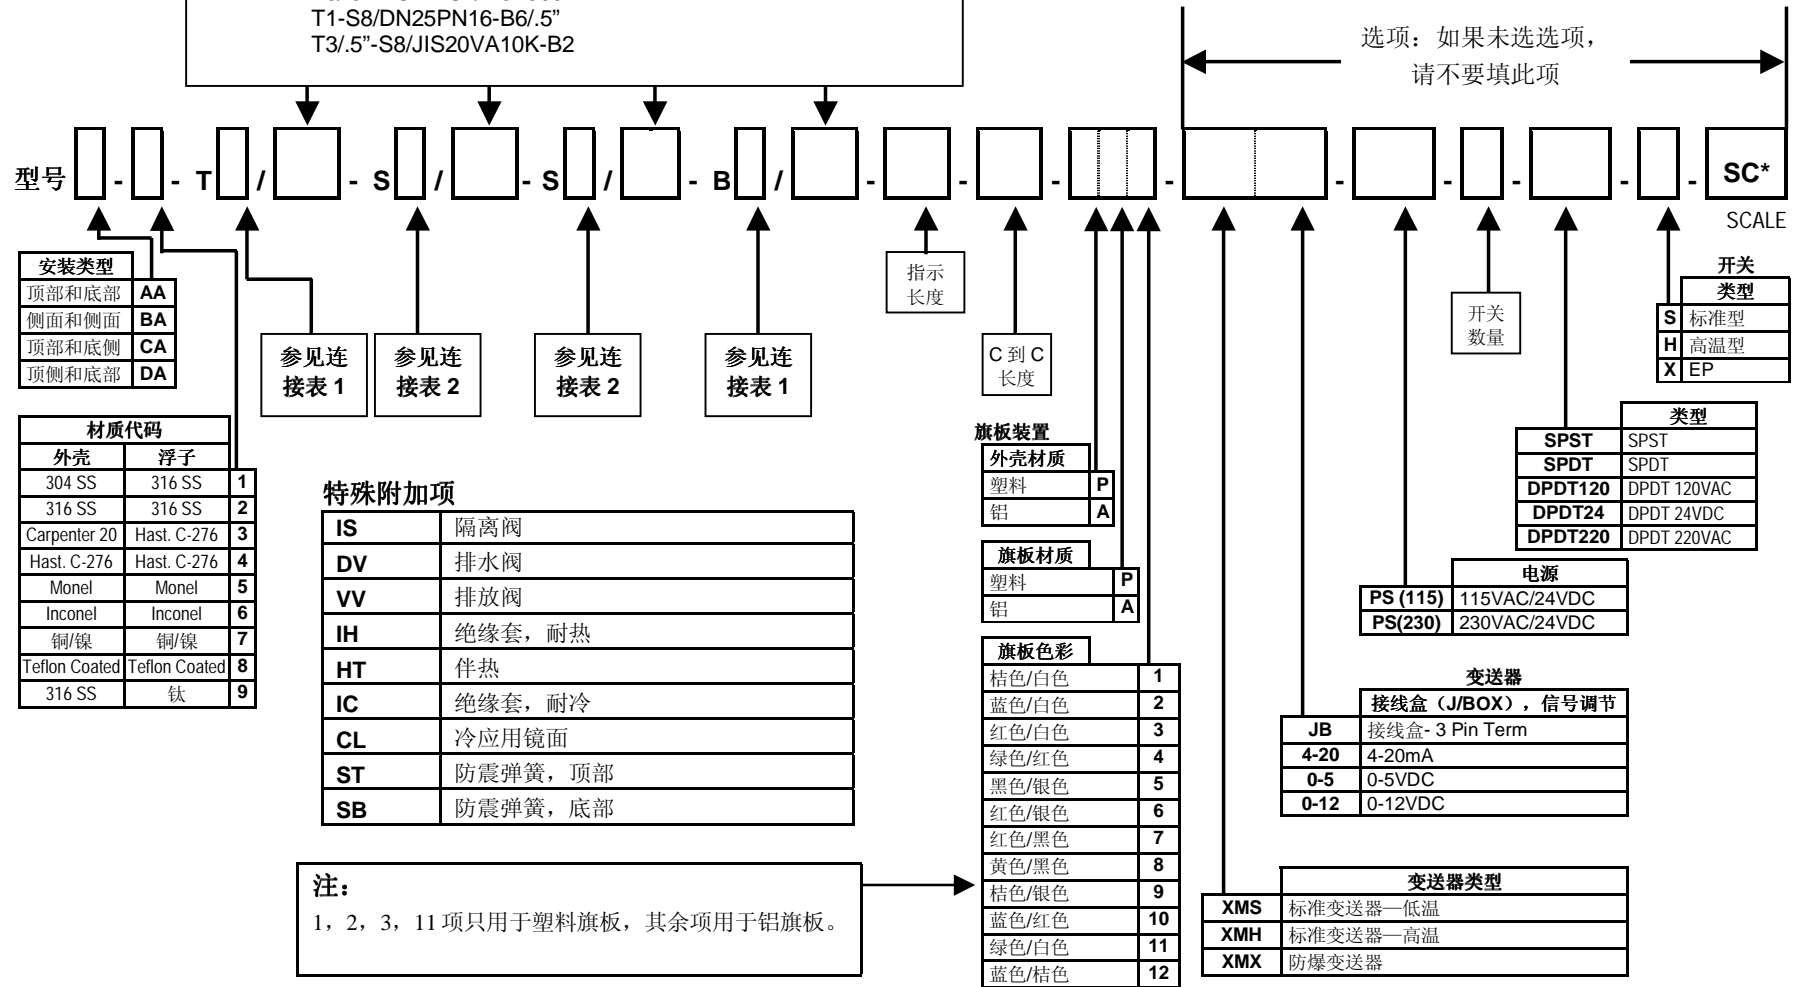 T1-S8/DN25PN16-B6/.5”
T3/.5”-S8/JIS20VA10K-B2
选项：如果未选选项，
请不要填此项
型号 - - T / - S / - S / - B / - - - - - - - - SC*
SCALE
安装类型
顶部和底部 AA
侧面和侧面 BA
顶部和底侧 CA
顶侧和底部 DA
参见连
接表 1
参见连
接表 2
参见连
接表 2
参见连
接表 1
指示
长度
C 到 C
长度
开关
数量
开关
类型
S 标准型
H 高温型
X EP
材质代码
外壳 浮子
304 SS 316 SS 1
316 SS 316 SS 2
Carpenter 20 Hast. C-276 3
Hast. C-276 Hast. C-276 4
Monel Monel 5
Inconel Inconel 6
铜/镍 铜/镍 7
Teflon Coated Teflon Coated 8
316 SS 钛 9
特殊附加项
IS 隔离阀
DV 排水阀
VV 排放阀
IH 绝缘套，耐热
HT 伴热
IC 绝缘套，耐冷
CL 冷应用镜面
ST 防震弹簧，顶部
SB 防震弹簧，底部
注：
1，2，3，11 项只用于塑料旗板，其余项用于铝旗板。
旗板装置
外壳材质
塑料 P
铝 A
旗板材质
塑料 P
铝 A
旗板色彩
桔色/白色 1
蓝色/白色 2
红色/白色 3
绿色/红色 4
黑色/银色 5
红色/银色 6
红色/黑色 7
黄色/黑色 8
桔色/银色 9
蓝色/红色 10
绿色/白色 11
蓝色/桔色 12
类型
SPST SPST
SPDT SPDT
DPDT120 DPDT 120VAC
DPDT24 DPDT 24VDC
DPDT220 DPDT 220VAC
电源
PS (115) 115VAC/24VDC
PS(230) 230VAC/24VDC
变送器
接线盒（J/BOX），信号调节
JB 接线盒- 3 Pin Term
4-20 4-20mA
0-5 0-5VDC
0-12 0-12VDC
变送器类型
XMS 标准变送器—低温
XMH 标准变送器—高温
XMX 防爆变送器